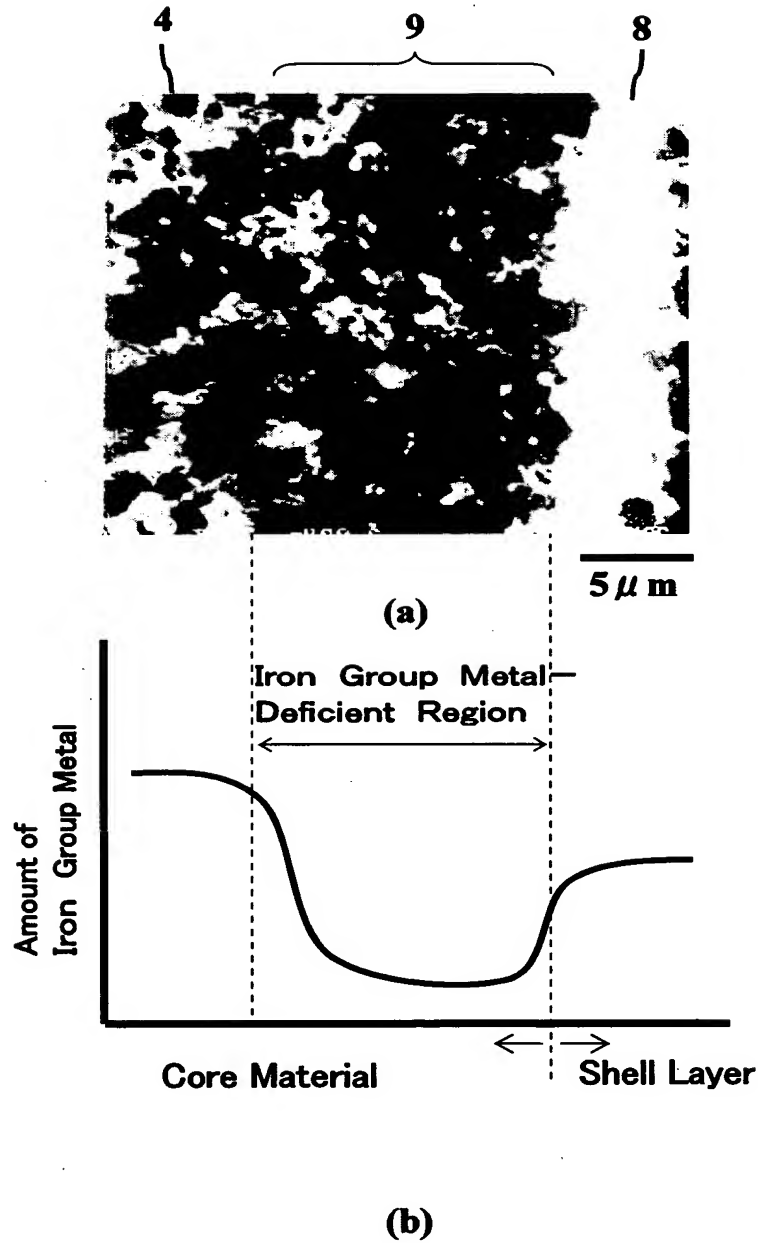 4 9 8
5 μ m
(a)
Iron Group Metal
Deficient Region
Amount of
Iron Group Metal
Core Material Shell Layer
(b)